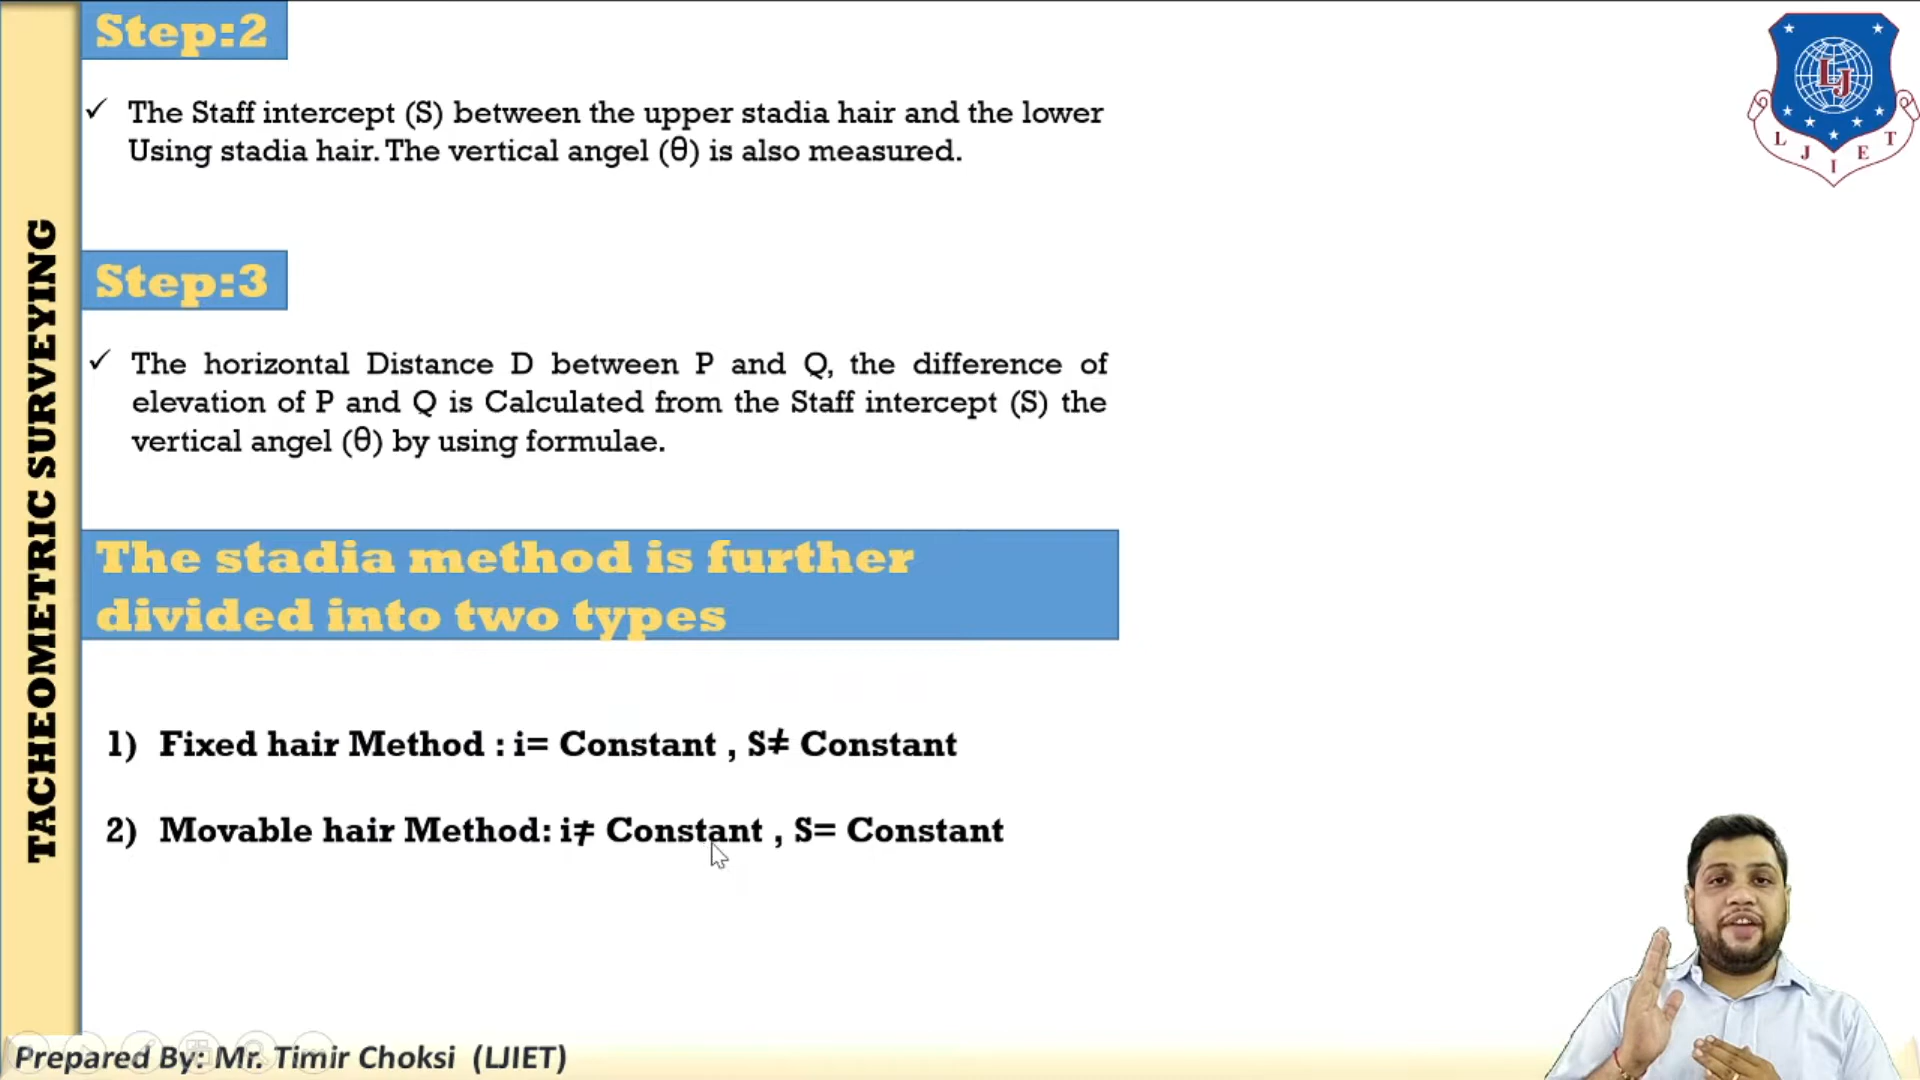 Step:2
✓ The Staff intercept (S) between the upper stadia hair and the lower
Using stadia hair. The vertical angel (θ) is also measured.
Step:3
✓ The horizontal Distance D between P and Q, the difference of
elevation of P and Q is Calculated from the Staff intercept (S) the
vertical angel (θ) by using formulae.
The stadia method is further
divided into two types
1) Fixed hair Method : i= Constant , S≠ Constant
2) Movable hair Method: i≠ Constant , S= Constant
TACHEOMETRIC SURVEYING
Prepared By: Mr. Timir Choksi (LJIET)
LJ
L J I E T